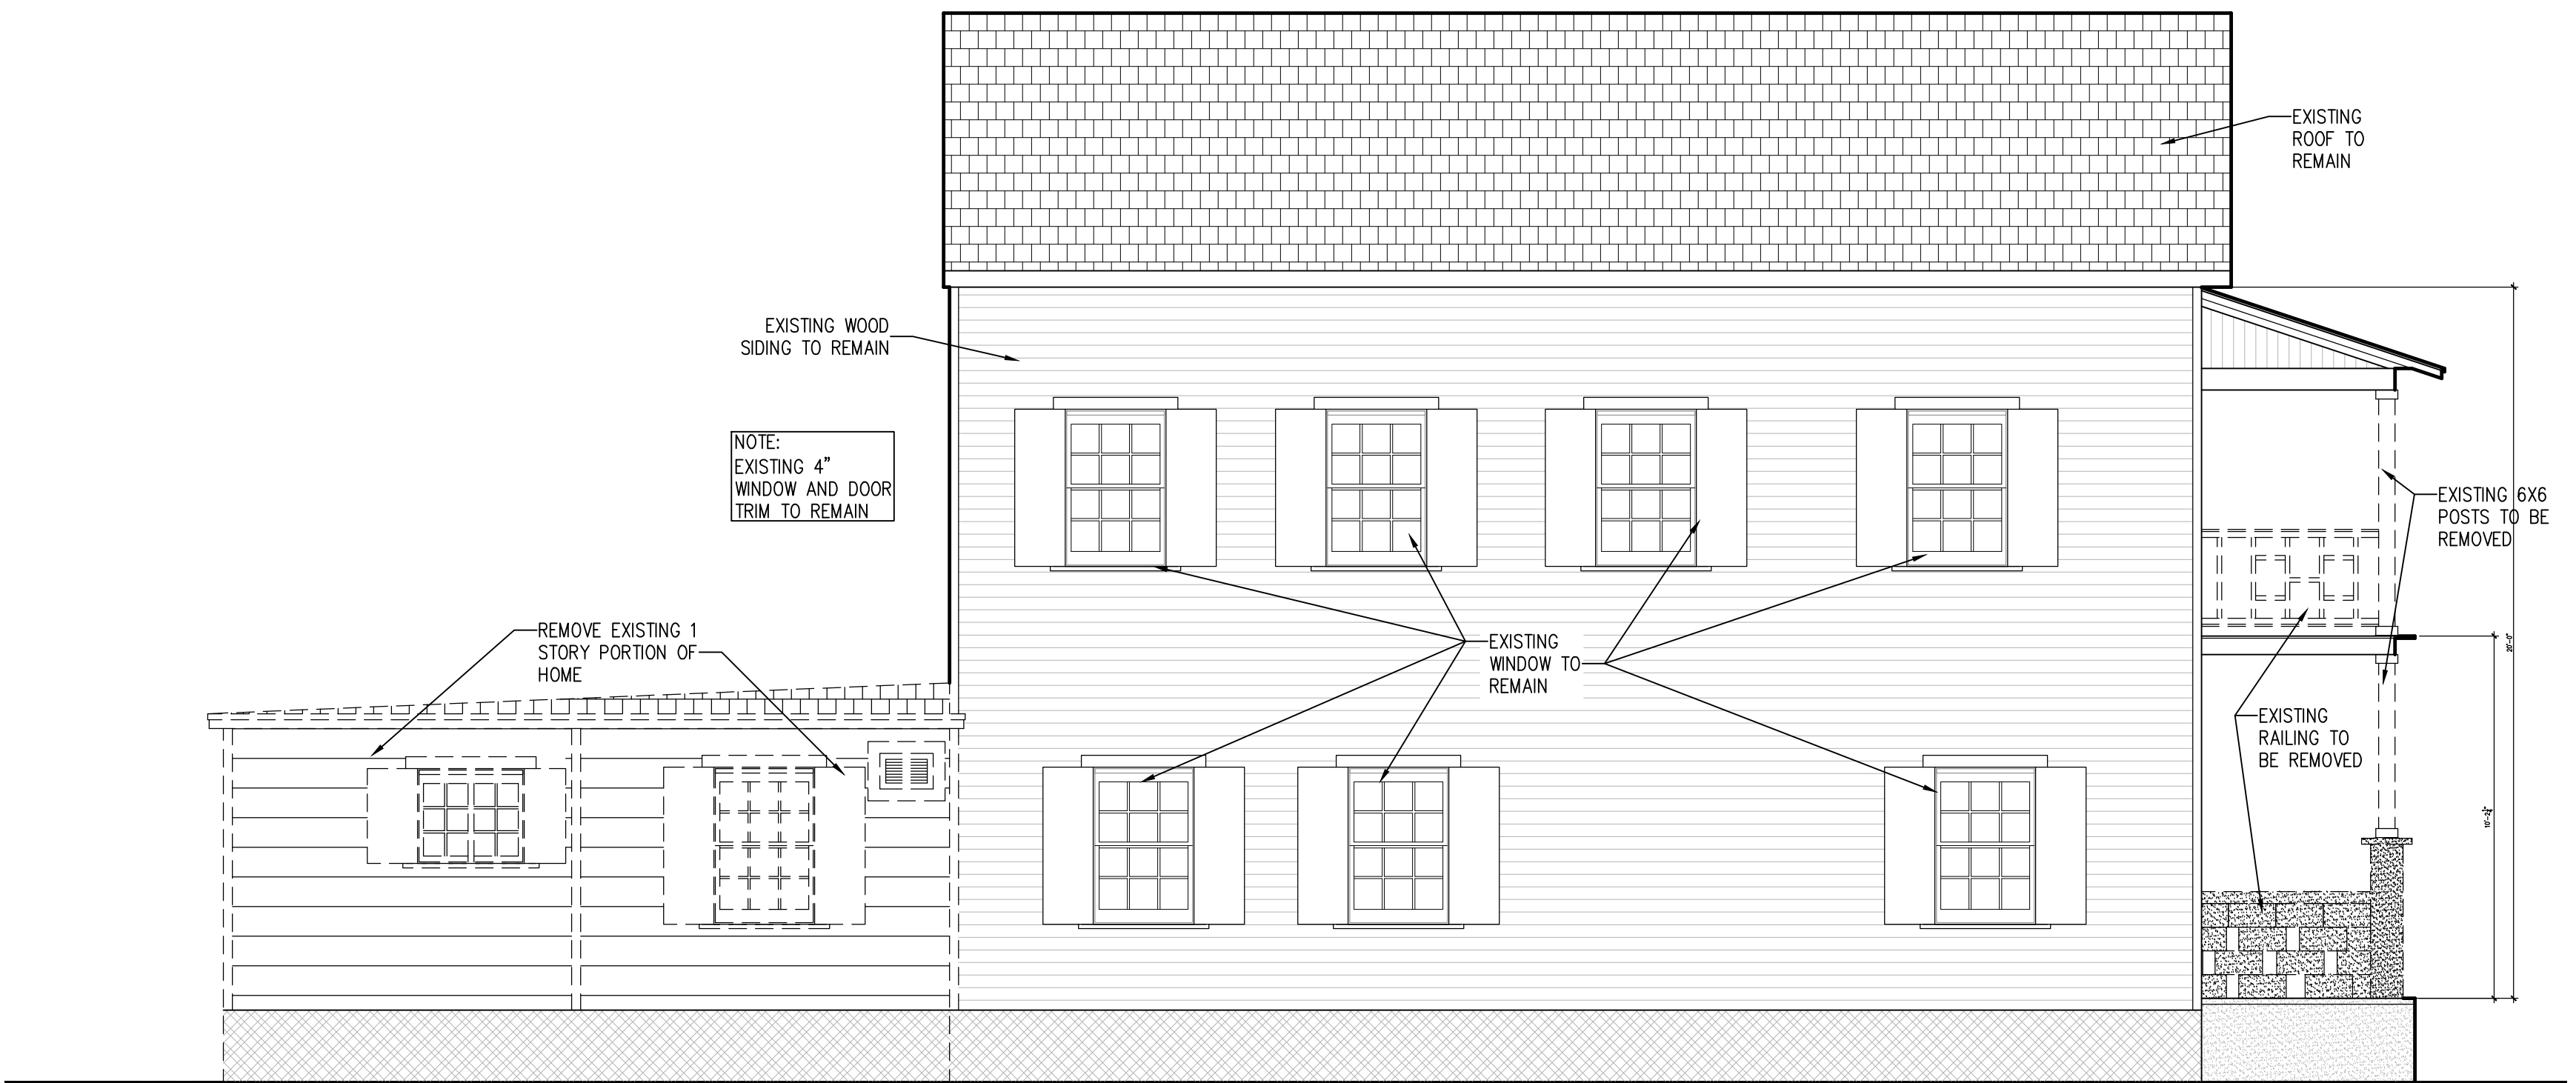 EXISTING
ROOF TO
REMAIN
EXISTING WOOD
SIDING TO REMAIN
NOTE:
EXISTING 4"
WINDOW AND DOOR
TRIM TO REMAIN
EXISTING 6X6
POSTS TO BE
REMOVED
REMOVE EXISTING 1
STORY PORTION OF
HOME
EXISTING
WINDOW TO
REMAIN
20'-0"
EXISTING
RAILING TO
BE REMOVED